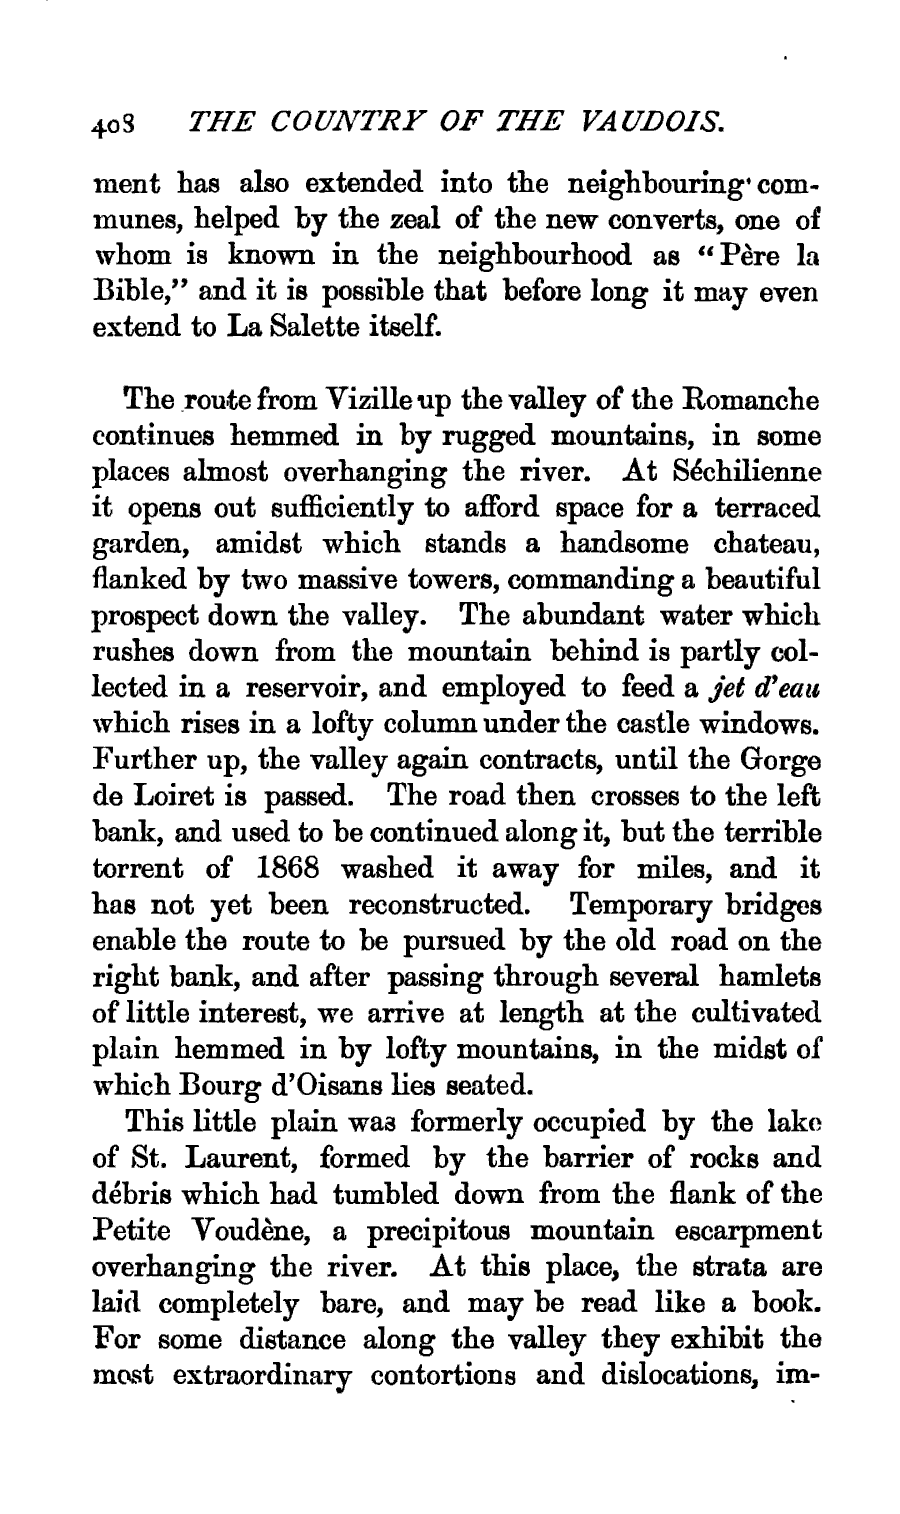 408 THE COUNTRY OF THE VAUDOIS.
ment has also extended into the neighbouring com-
munes, helped by the zeal of the new converts, one of
whom is known in the neighbourhood as “Père la
Bible,” and it is possible that before long it may even
extend to La Salette itself.
The route from Vizille up the valley of the Romanche
continues hemmed in by rugged mountains, in some
places almost overhanging the river. At Séchilienne
it opens out sufficiently to afford space for a terraced
garden, amidst which stands a handsome chateau,
flanked by two massive towers, commanding a beautiful
prospect down the valley. The abundant water which
rushes down from the mountain behind is partly col-
lected in a reservoir, and employed to feed a jet d’eau
which rises in a lofty column under the castle windows.
Further up, the valley again contracts, until the Gorge
de Loiret is passed. The road then crosses to the left
bank, and used to be continued along it, but the terrible
torrent of 1868 washed it away for miles, and it
has not yet been reconstructed. Temporary bridges
enable the route to be pursued by the old road on the
right bank, and after passing through several hamlets
of little interest, we arrive at length at the cultivated
plain hemmed in by lofty mountains, in the midst of
which Bourg d’Oisans lies seated.
This little plain was formerly occupied by the lake
of St. Laurent, formed by the barrier of rocks and
débris which had tumbled down from the flank of the
Petite Voudène, a precipitous mountain escarpment
overhanging the river. At this place, the strata are
laid completely bare, and may be read like a book.
For some distance along the valley they exhibit the
most extraordinary contortions and dislocations, im-